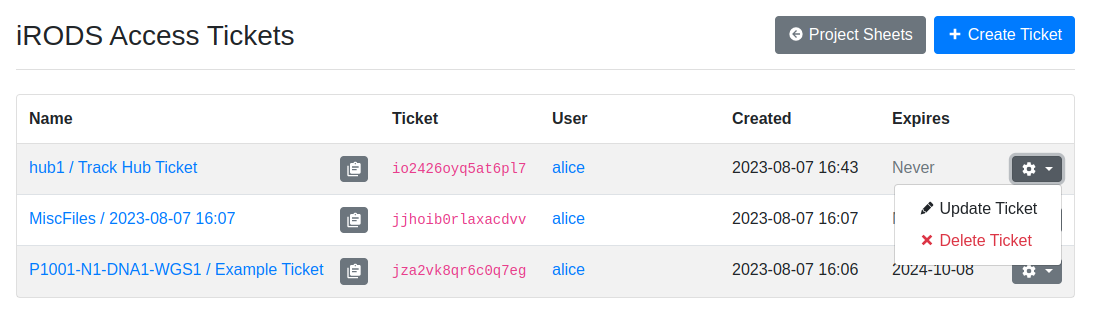 iRODS Access Tickets Project Sheets Create Ticket
Name Ticket User Created Expires
hub1 / Track Hub Ticket io2426oyq5at6pl7 alice 2023-08-07 16:43 Never
Update Ticket
MiscFiles / 2023-08-07 16:07 jjhoib0rlaxacdvv alice 2023-08-07 16:07
Delete Ticket
P1001-N1-DNA1-WGS1 / Example Ticket jza2vk8qr6c0q7eg alice 2023-08-07 16:06 2024-10-08